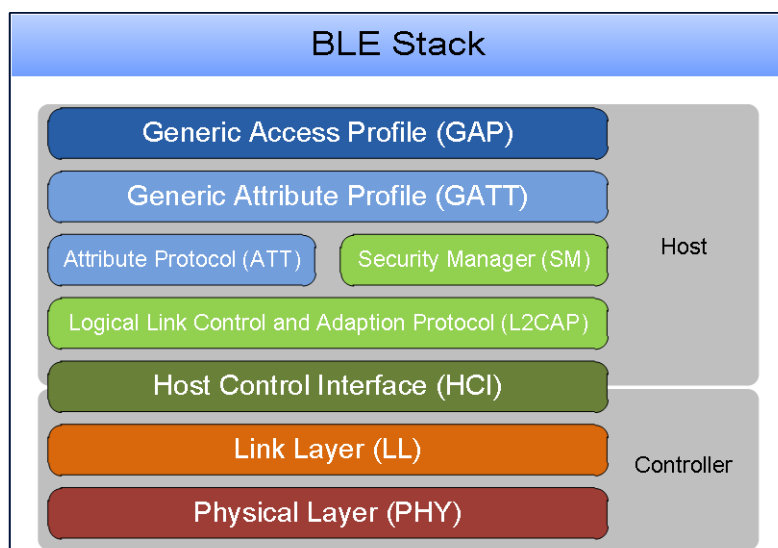 BLE Stack
Generic Access Profile (GAP)
Generic Attribute Profile (GATT)
Attribute Protocol (ATT)
Security Manager (SM)
Host
Logical Link Control and Adaption Protocol (L2CAP)
Host Control Interface (HCI)
Link Layer (LL)
Controller
Physical Layer (PHY)